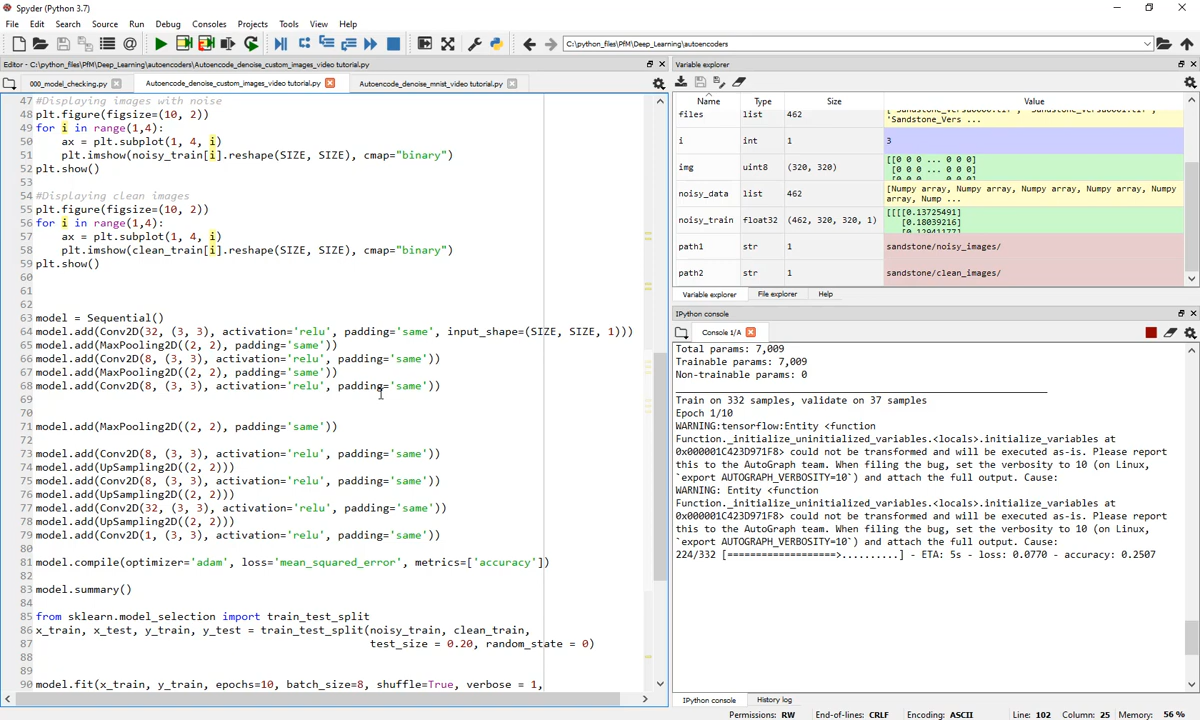 Spyder (Python 3.7)
File Edit Search Source Run Debug Consoles Projects Tools View Help
C:\python_files\PfM\Deep_Learning\autoencoders
Editor - C:\python_files\PfM\Deep_Learning\autoencoders\Autoencode_denoise_custom_images_video tutorial.py
000_model_checking.py Autoencode_denoise_custom_images_video tutorial.py Autoencode_denoise_mnist_video tutorial.py
47 #Displaying images with noise
48 plt.figure(figsize=(10, 2))
49 for i in range(1,4):
50 ax = plt.subplot(1, 4, i)
51 plt.imshow(noisy_train[i].reshape(SIZE, SIZE), cmap="binary")
52 plt.show()
53
54 #Displaying clean images
55 plt.figure(figsize=(10, 2))
56 for i in range(1,4):
57 ax = plt.subplot(1, 4, i)
58 plt.imshow(clean_train[i].reshape(SIZE, SIZE), cmap="binary")
59 plt.show()
60
61
62
63 model = Sequential()
64 model.add(Conv2D(32, (3, 3), activation='relu', padding='same', input_shape=(SIZE, SIZE, 1)))
65 model.add(MaxPooling2D((2, 2), padding='same'))
66 model.add(Conv2D(8, (3, 3), activation='relu', padding='same'))
67 model.add(MaxPooling2D((2, 2), padding='same'))
68 model.add(Conv2D(8, (3, 3), activation='relu', padding='same'))
69
70
71 model.add(MaxPooling2D((2, 2), padding='same'))
72
73 model.add(Conv2D(8, (3, 3), activation='relu', padding='same'))
74 model.add(UpSampling2D((2, 2)))
75 model.add(Conv2D(8, (3, 3), activation='relu', padding='same'))
76 model.add(UpSampling2D((2, 2)))
77 model.add(Conv2D(32, (3, 3), activation='relu', padding='same'))
78 model.add(UpSampling2D((2, 2)))
79 model.add(Conv2D(1, (3, 3), activation='relu', padding='same'))
80
81 model.compile(optimizer='adam', loss='mean_squared_error', metrics=['accuracy'])
82
83 model.summary()
84
85 from sklearn.model_selection import train_test_split
86 x_train, x_test, y_train, y_test = train_test_split(noisy_train, clean_train,
87 test_size = 0.20, random_state = 0)
88
89
90 model.fit(x_train, y_train, epochs=10, batch_size=8, shuffle=True, verbose = 1,
Variable explorer
Name Type Size Value
files list 462 'Sandstone_Vers ...
i int 1 3
img uint8 (320, 320) [[0 0 0 ... 0 0 0]
[0 0 0 ... 0 0 0]
noisy_data list 462 [Numpy array, Numpy array, Numpy array, Numpy array, Numpy
array, Nump ...
noisy_train float32 (462, 320, 320, 1) [[[[0.13725491]
[0.18039216]
[0.12941177]
path1 str 1 sandstone/noisy_images/
path2 str 1 sandstone/clean_images/
Variable explorer File explorer Help
IPython console
Console 1/A
Total params: 7,009
Trainable params: 7,009
Non-trainable params: 0
Train on 332 samples, validate on 37 samples
Epoch 1/10
WARNING:tensorflow:Entity <function
Function._initialize_uninitialized_variables.<locals>.initialize_variables at
0x000001C423D971F8> could not be transformed and will be executed as-is. Please report
this to the AutoGraph team. When filing the bug, set the verbosity to 10 (on Linux,
`export AUTOGRAPH_VERBOSITY=10`) and attach the full output. Cause:
WARNING: Entity <function
Function._initialize_uninitialized_variables.<locals>.initialize_variables at
0x000001C423D971F8> could not be transformed and will be executed as-is. Please report
this to the AutoGraph team. When filing the bug, set the verbosity to 10 (on Linux,
`export AUTOGRAPH_VERBOSITY=10`) and attach the full output. Cause:
224/332 [===================>..........] - ETA: 5s - loss: 0.0770 - accuracy: 0.2507
IPython console History log
Permissions: RW End-of-lines: CRLF Encoding: ASCII Line: 102 Column: 25 Memory: 56 %